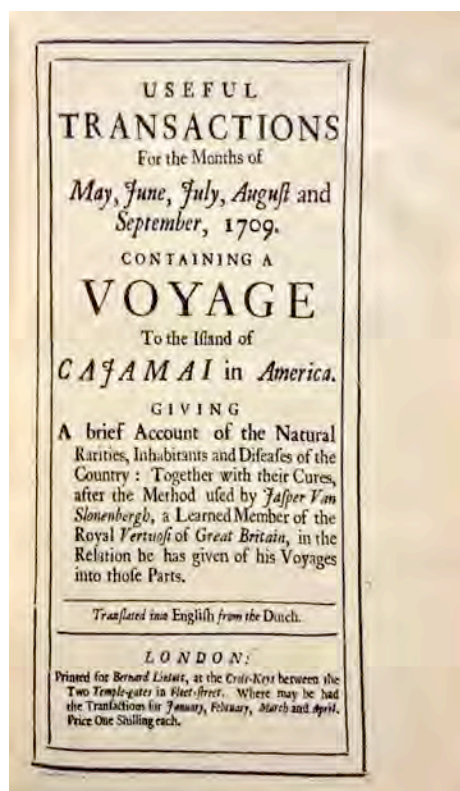 USEFUL
TRANSACTIONS
For the Months of
May, June, July, Auguſt and
September, 1709.
CONTAINING A
VOYAGE
To the Iſland of
CAJAMAI in America.
GIVING
A brief Account of the Natural
Rarities, Inhabitants and Diſeaſes of the
Country : Together with their Cures,
after the Method uſed by Jaſper Van
Slonenbergh, a Learned Member of the
Royal Vertuoſi of Great Britain, in the
Relation he has given of his Voyages
into thoſe Parts.
Tranſlated into Engliſh from the Dutch.
LONDON:
Printed for Bernard Lintott, at the Croſs-Keys between the
Two Temple-gates in Fleet-ſtreet. Where may be had
the Tranſactions for January, February, March and April.
Price One Shilling each.